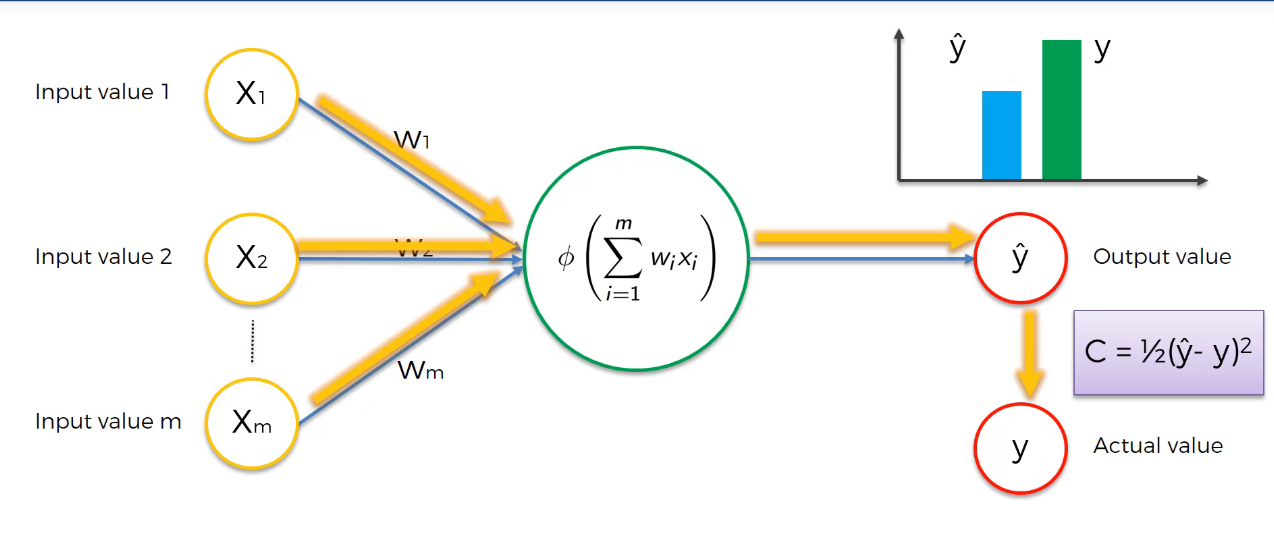 ŷ y
Input value 1
X1
W1
Input value 2
X2
W2
ϕ(∑_{i=1}^{m} w_i x_i)
ŷ
Output value
C = ½(ŷ- y)²
Wm
Input value m
Xm
y
Actual value